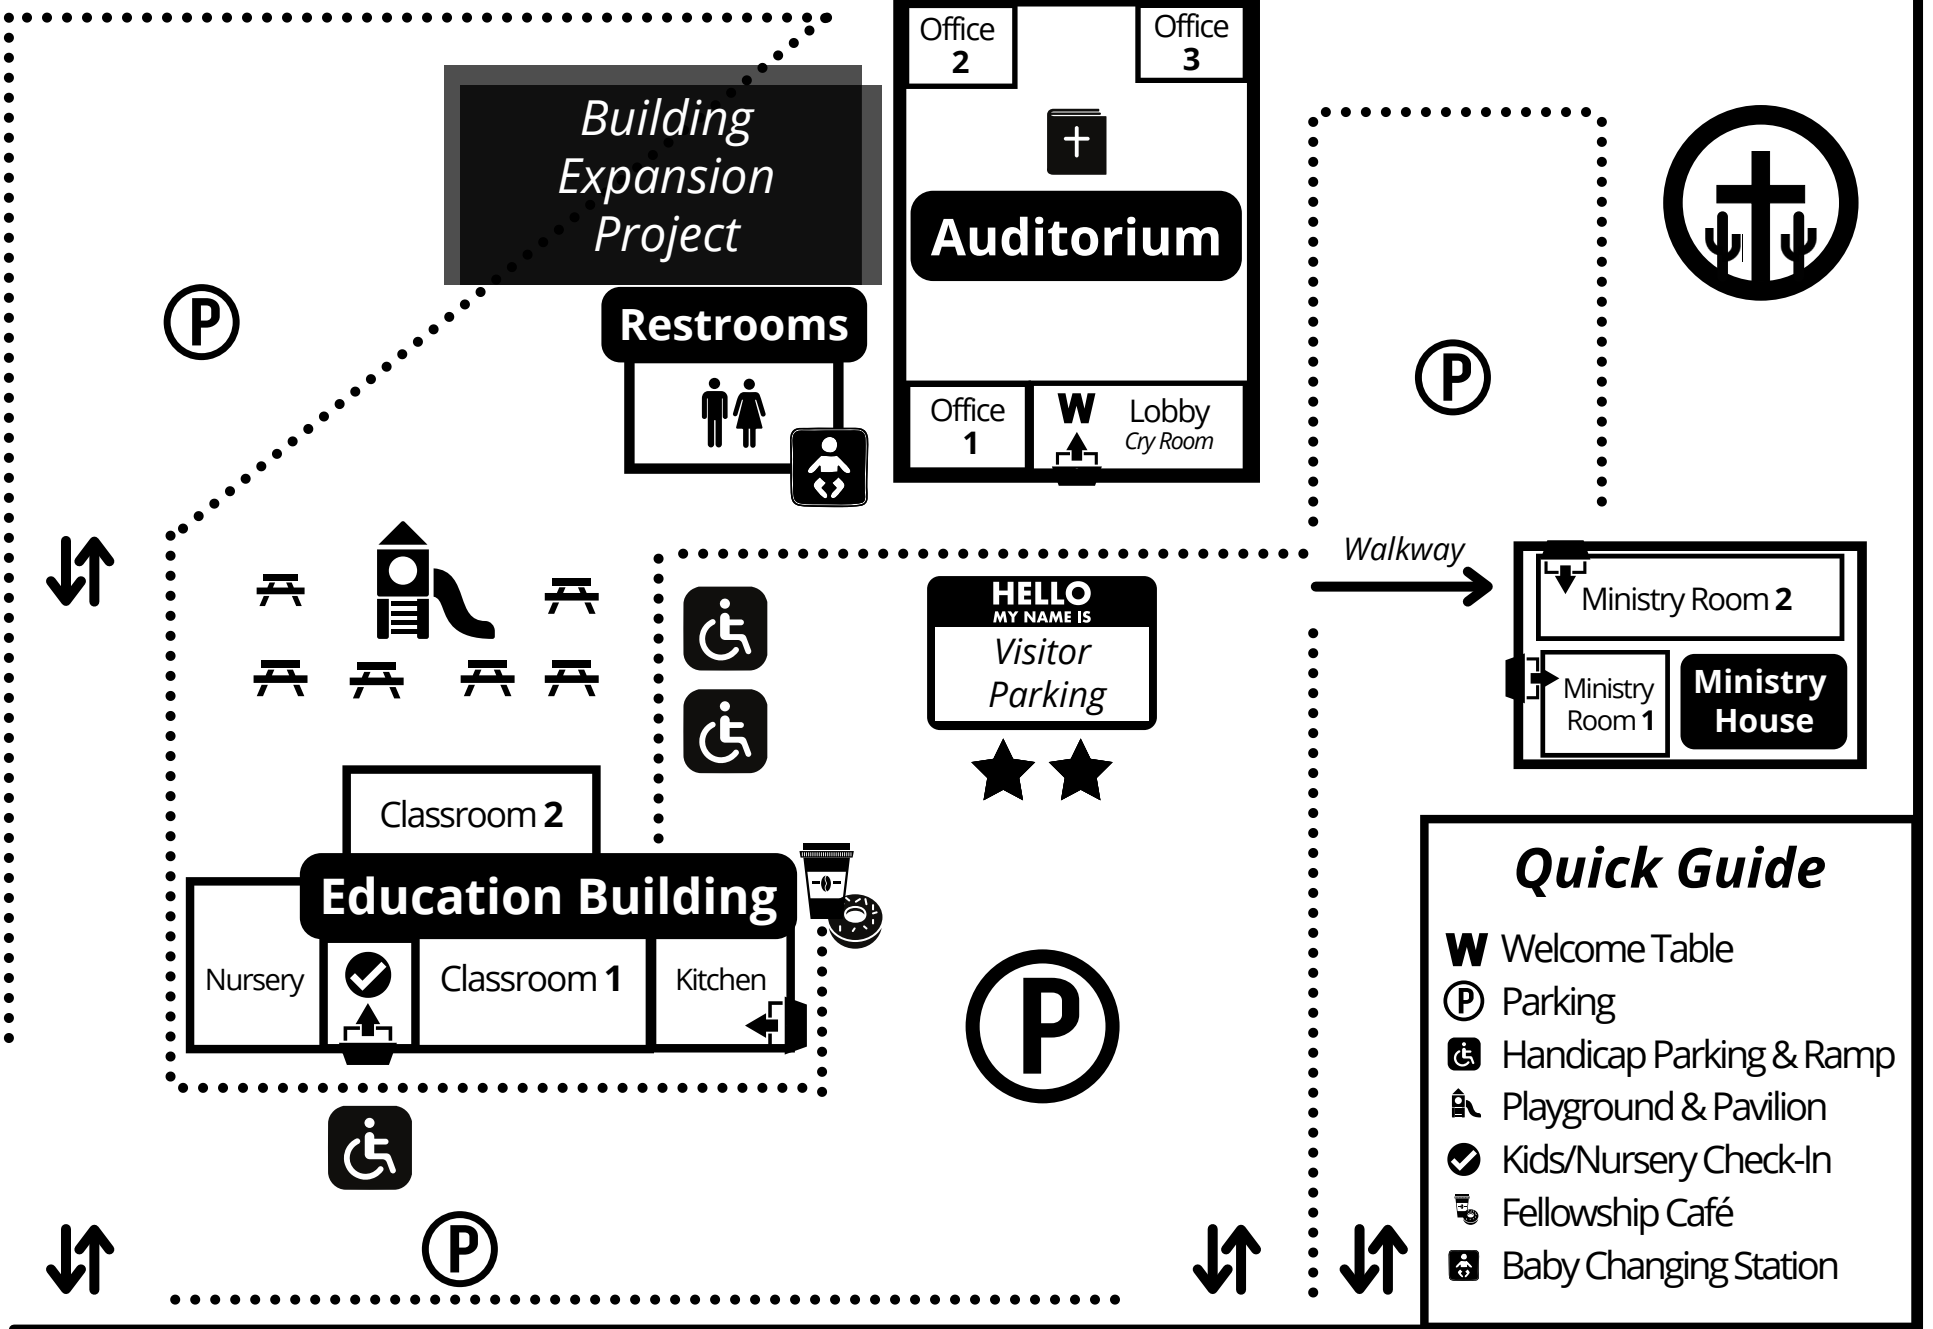 Office
2
Office
3
Building
Expansion
Project
Auditorium
Restrooms
Office
1
W
Lobby
Cry Room
P
P
Walkway
HELLO
MY NAME IS
Visitor
Parking
Ministry Room 2
Ministry
Room 1
Ministry
House
Classroom 2
Education Building
Nursery
Classroom 1
Kitchen
P
P
Quick Guide
W Welcome Table
P Parking
Handicap Parking & Ramp
Playground & Pavilion
Kids/Nursery Check-In
Fellowship Café
Baby Changing Station